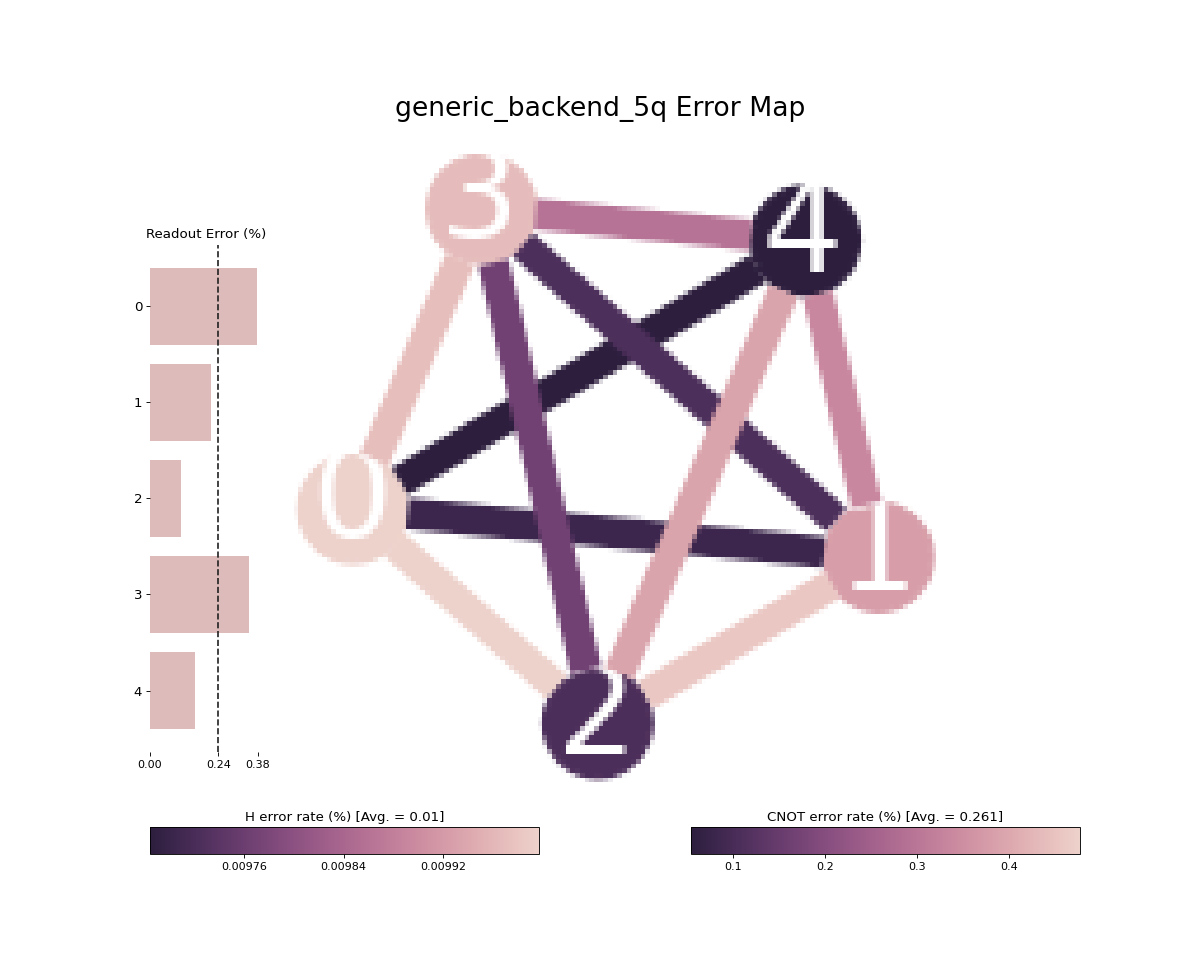 generic_backend_5q Error Map
3
4
Readout Error (%)
0
1
2
3
4
0.00 0.24 0.38
0
1
2
H error rate (%) [Avg. = 0.01]
0.00976 0.00984 0.00992
CNOT error rate (%) [Avg. = 0.261]
0.1 0.2 0.3 0.4